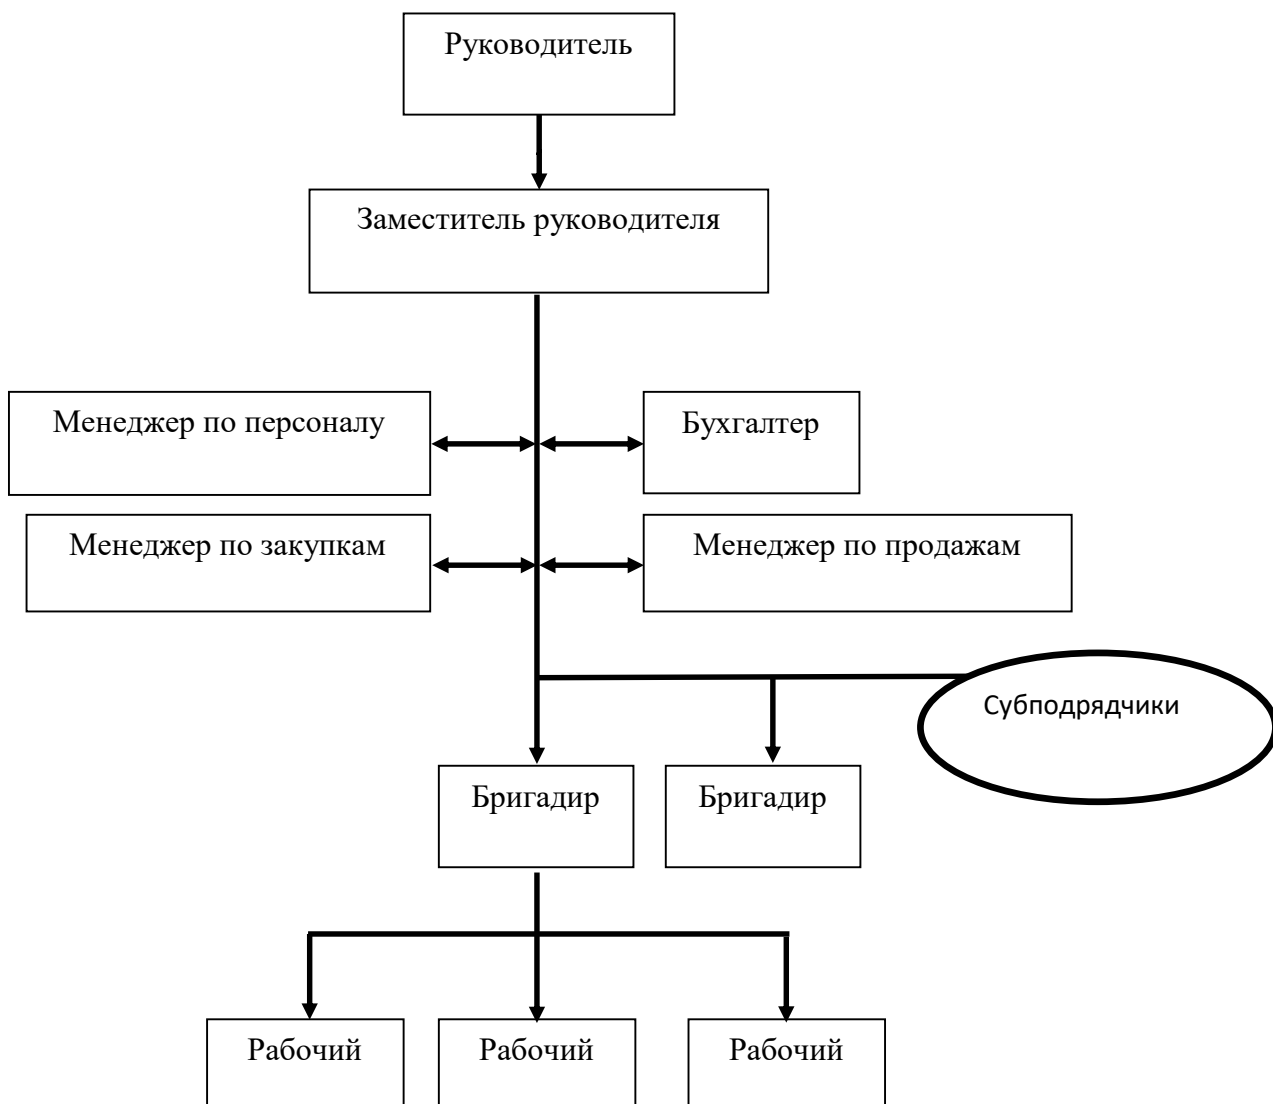 Руководитель
Заместитель руководителя
Менеджер по персоналу
Бухгалтер
Менеджер по закупкам
Менеджер по продажам
Субподрядчики
Бригадир
Бригадир
Рабочий
Рабочий
Рабочий